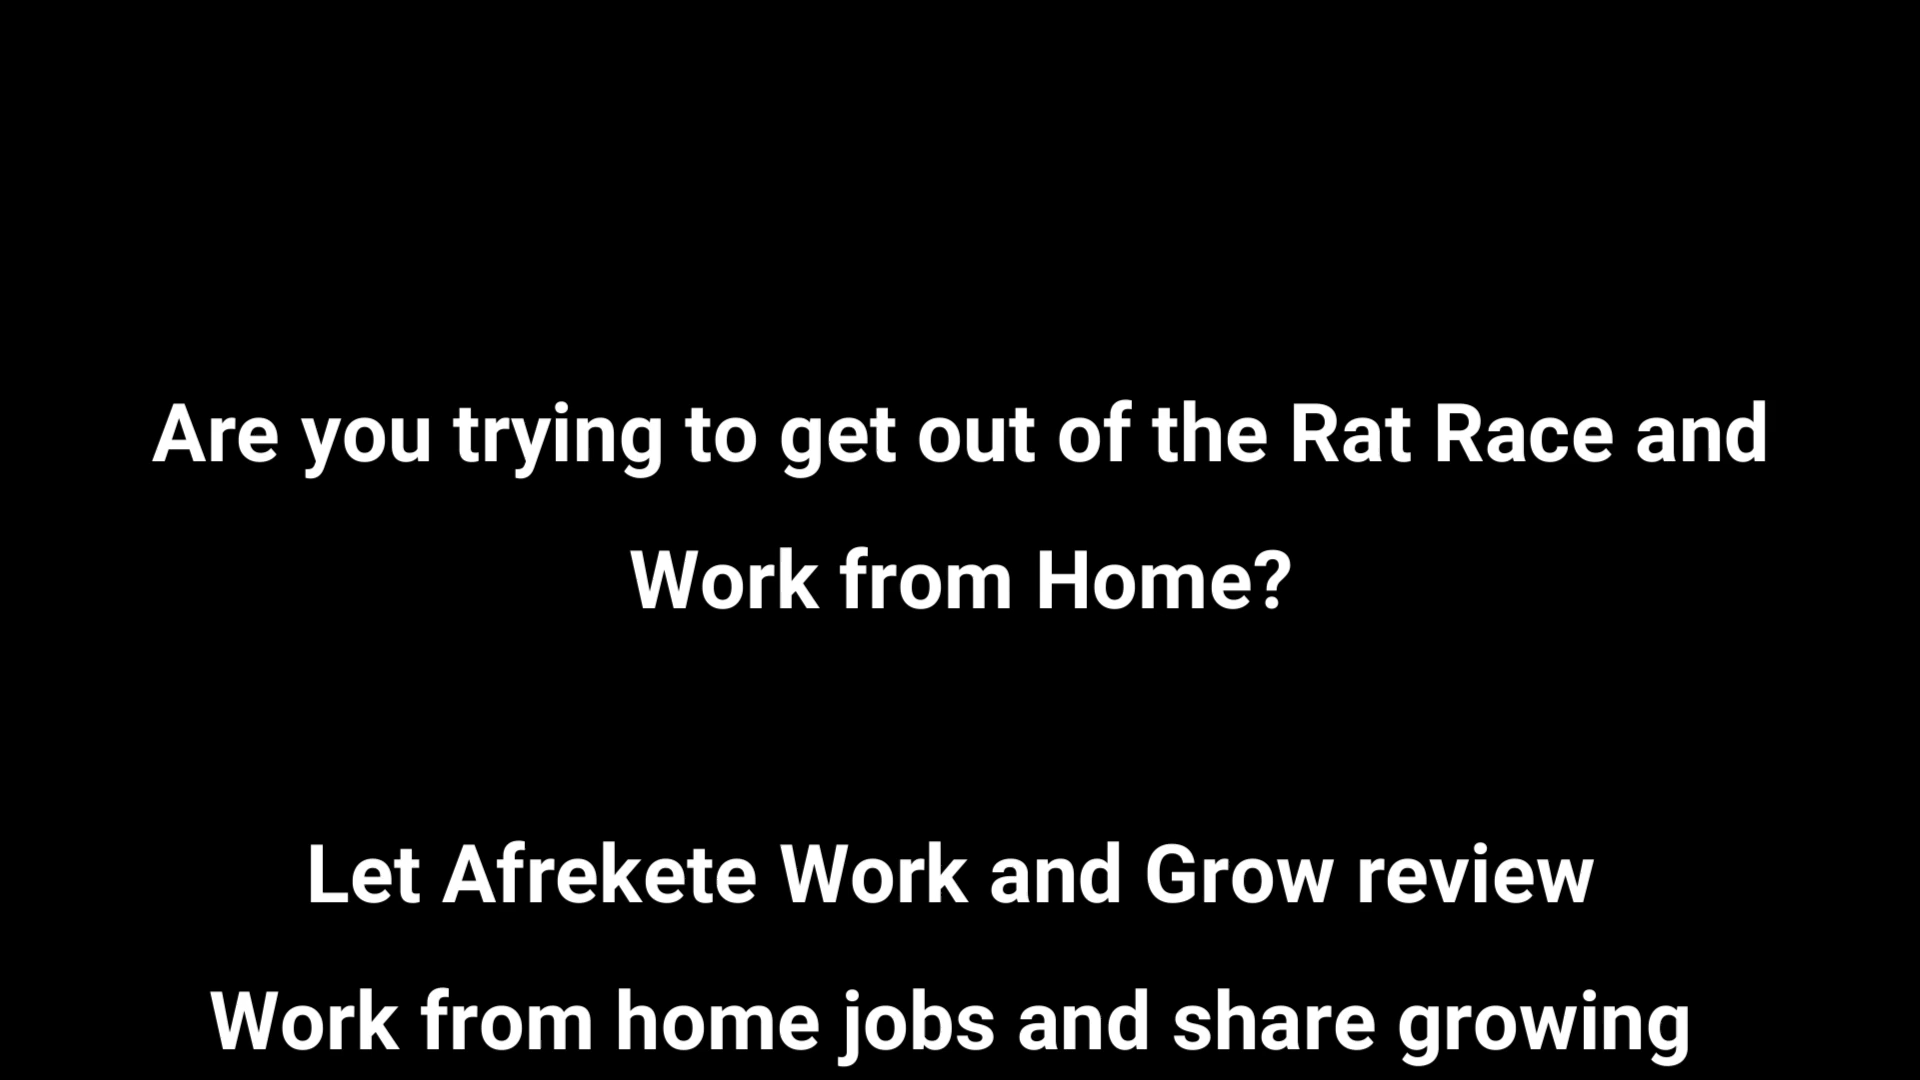 Are you trying to get out of the Rat Race and
Work from Home?
Let Afrekete Work and Grow review
Work from home jobs and share growing